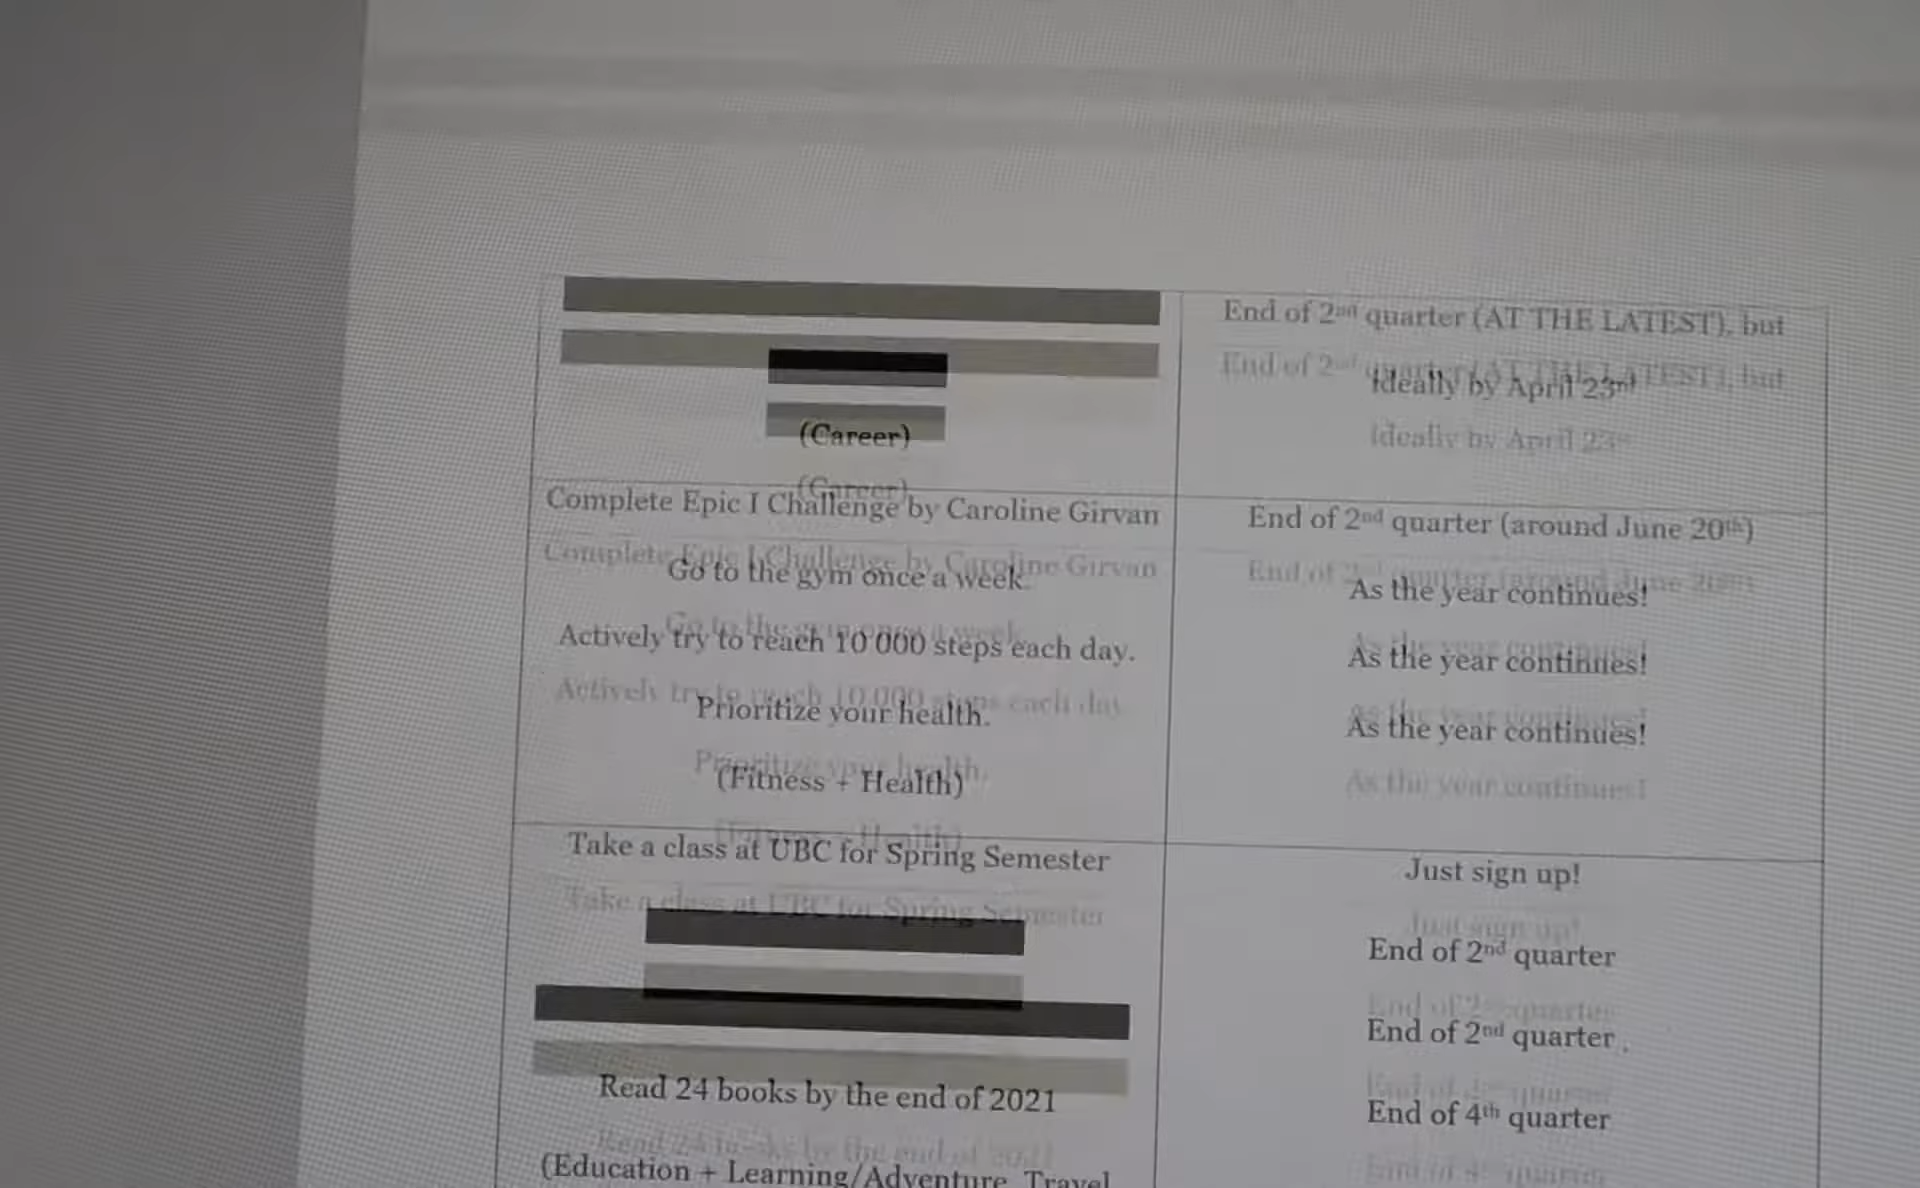 End of 2nd quarter (AT THE LATEST), but
ideally by April 23rd
(Career)
Complete Epic I Challenge by Caroline Girvan
End of 2nd quarter (around June 20th)
Go to the gym once a week.
As the year continues!
Actively try to reach 10 000 steps each day.
As the year continues!
Prioritize your health.
As the year continues!
(Fitness + Health)
Take a class at UBC for Spring Semester
Just sign up!
End of 2nd quarter
End of 2nd quarter
Read 24 books by the end of 2021
End of 4th quarter
(Education + Learning/Adventure, Travel